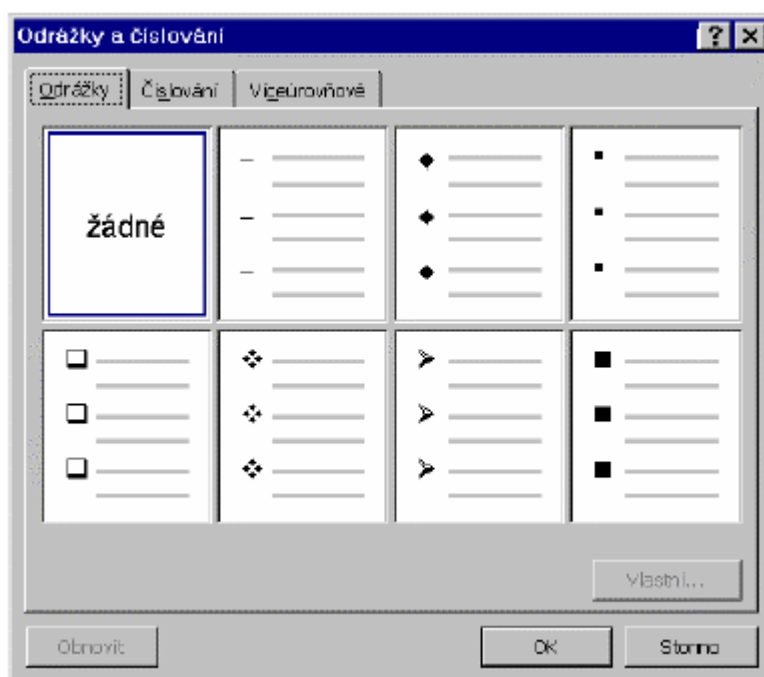 Odrážky a číslování
Odrážky Číslování Víceúrovňové
žádné
Vlastní...
Obnovit OK Storno